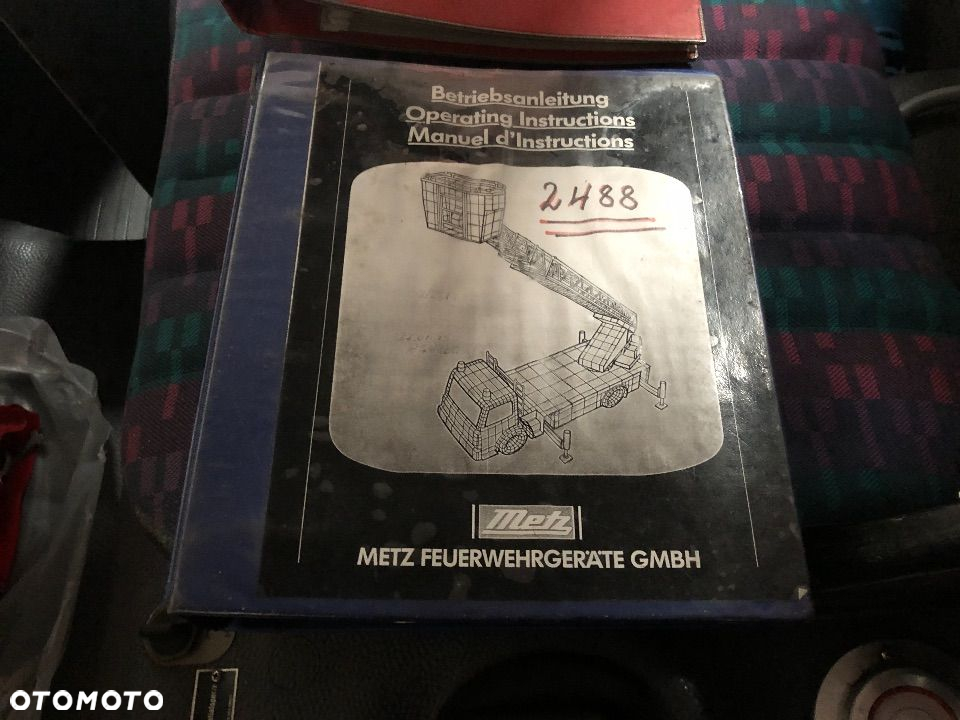 Betriebsanleitung
Operating Instructions
Manuel d'Instructions
2488
Metz
METZ FEUERWEHRGERÄTE GMBH
OTOMOTO